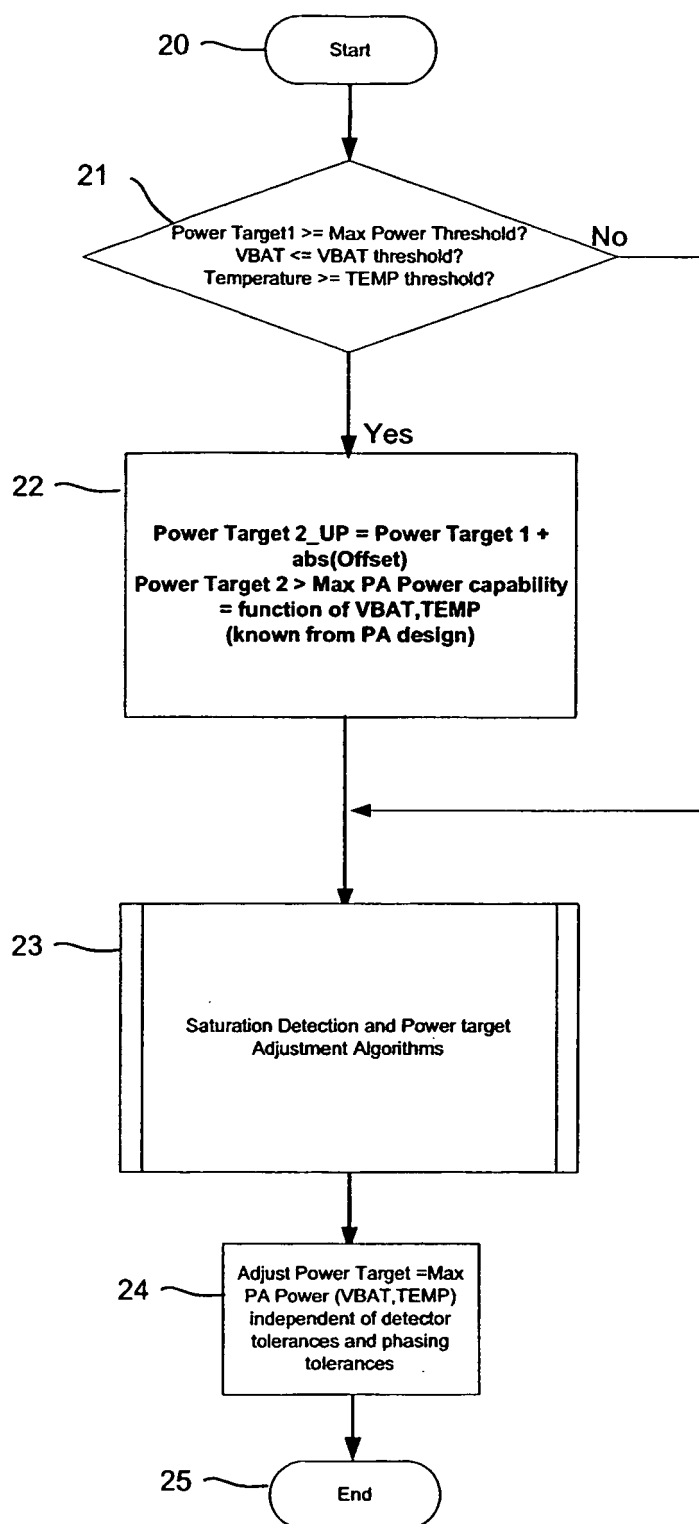 20
Start
21
Power Target1 >= Max Power Threshold?
VBAT <= VBAT threshold?
Temperature >= TEMP threshold?
No
Yes
22
Power Target 2_UP = Power Target 1 +
abs(Offset)
Power Target 2 > Max PA Power capability
= function of VBAT,TEMP
(known from PA design)
23
Saturation Detection and Power target
Adjustment Algorithms
24
Adjust Power Target =Max
PA Power (VBAT,TEMP)
independent of detector
tolerances and phasing
tolerances
25
End